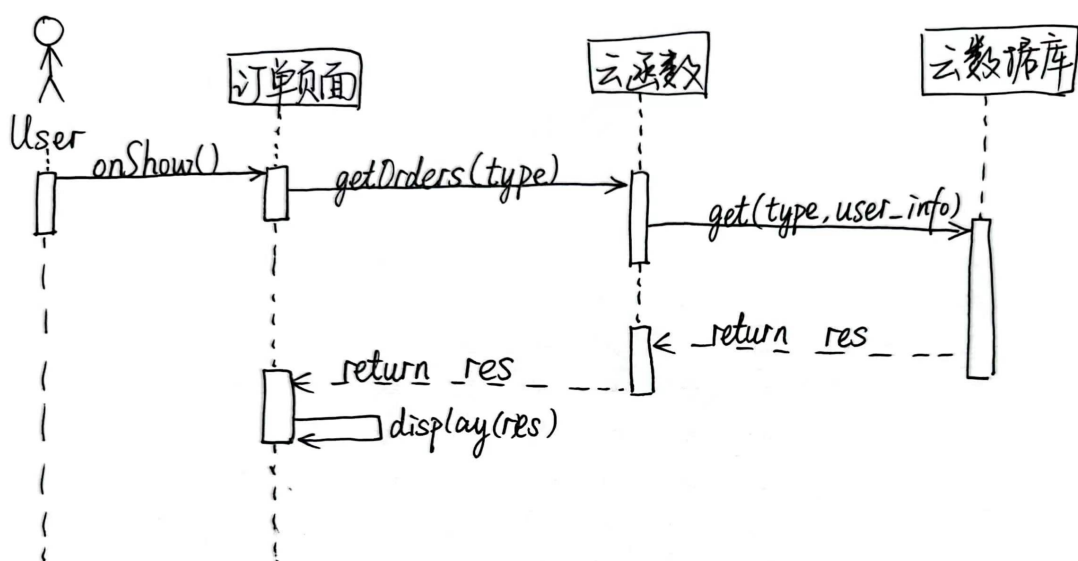 User
订单页面
云函数
云数据库
onShow()
getOrders(type)
get(type,user_info)
return res
return res
display(res)